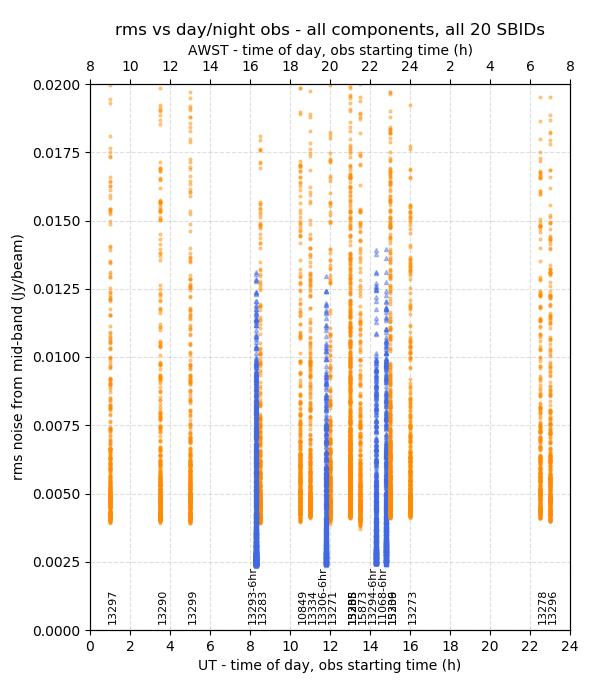 rms vs day/night obs - all components, all 20 SBIDs
AWST - time of day, obs starting time (h)
8 10 12 14 16 18 20 22 24 2 4 6 8
rms noise from mid-band (Jy/beam)
0.0200
0.0175
0.0150
0.0125
0.0100
0.0075
0.0050
0.0025
0.0000
13297
13290
13299
13293-6hr
13283
10849
13334
13306-6hr
13271
15873
13294-6hr
11068-6hr
13273
13278
13296
0 2 4 6 8 10 12 14 16 18 20 22 24
UT - time of day, obs starting time (h)